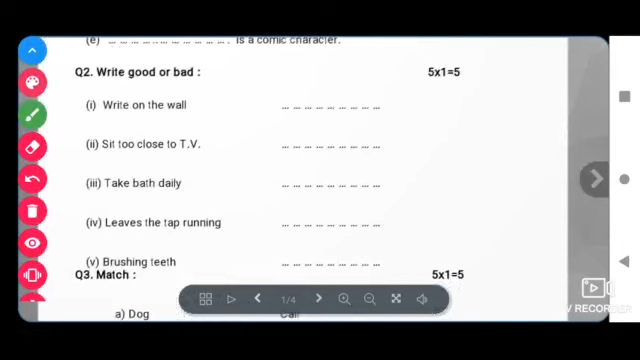 (e) ... ... ... ... ... ... ... ... ... . is a comic character.
Q2. Write good or bad : 5x1=5
(i) Write on the wall ... ... ... ... ... ... ... ...
(ii) Sit too close to T.V. ... ... ... ... ... ... ... ...
(iii) Take bath daily ... ... ... ... ... ... ... ...
(iv) Leaves the tap running ... ... ... ... ... ... ... ...
(v) Brushing teeth ... ... ... ... ... ... ... ...
Q3. Match : 5x1=5
1/4
a) Dog
V RECORDER